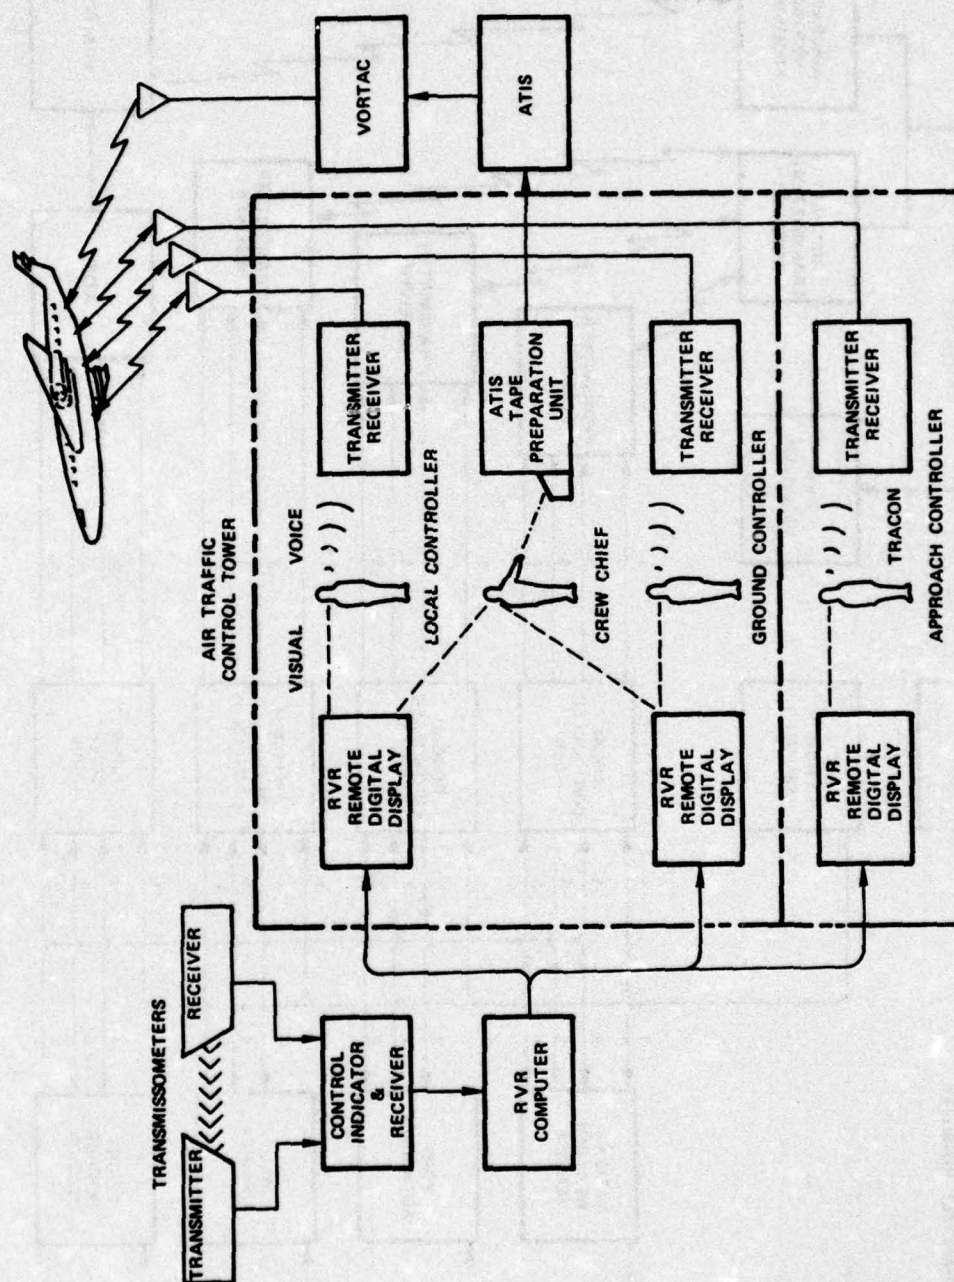 TRANSMISSOMETERS
TRANSMITTER
RECEIVER
CONTROL
INDICATOR
&
RECEIVER
RVR
COMPUTER
AIR TRAFFIC
CONTROL TOWER
VISUAL
VOICE
RVR
REMOTE
DIGITAL
DISPLAY
LOCAL CONTROLLER
TRANSMITTER
RECEIVER
VORTAC
CREW CHIEF
ATIS
TAPE
PREPARATION
UNIT
ATIS
RVR
REMOTE
DIGITAL
DISPLAY
GROUND CONTROLLER
TRANSMITTER
RECEIVER
RVR
REMOTE
DIGITAL
DISPLAY
TRACON
APPROACH CONTROLLER
TRANSMITTER
RECEIVER